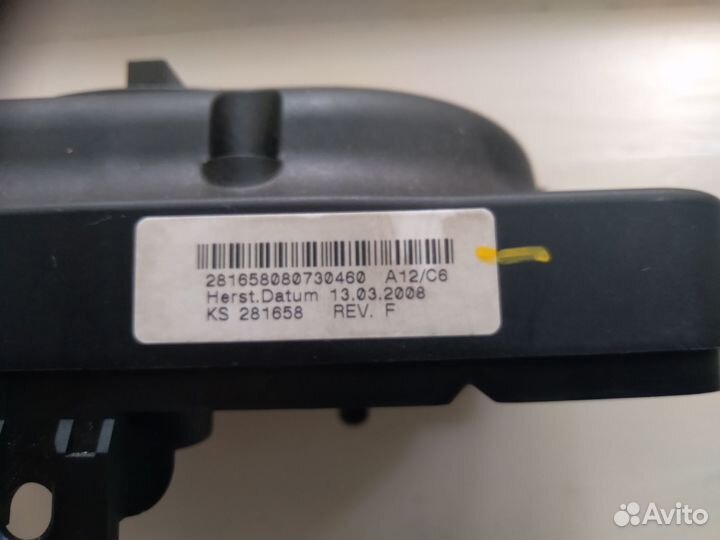 281658080730460 A12/C6
Herst.Datum 13.03.2008
KS 281658 REV. F
Avito